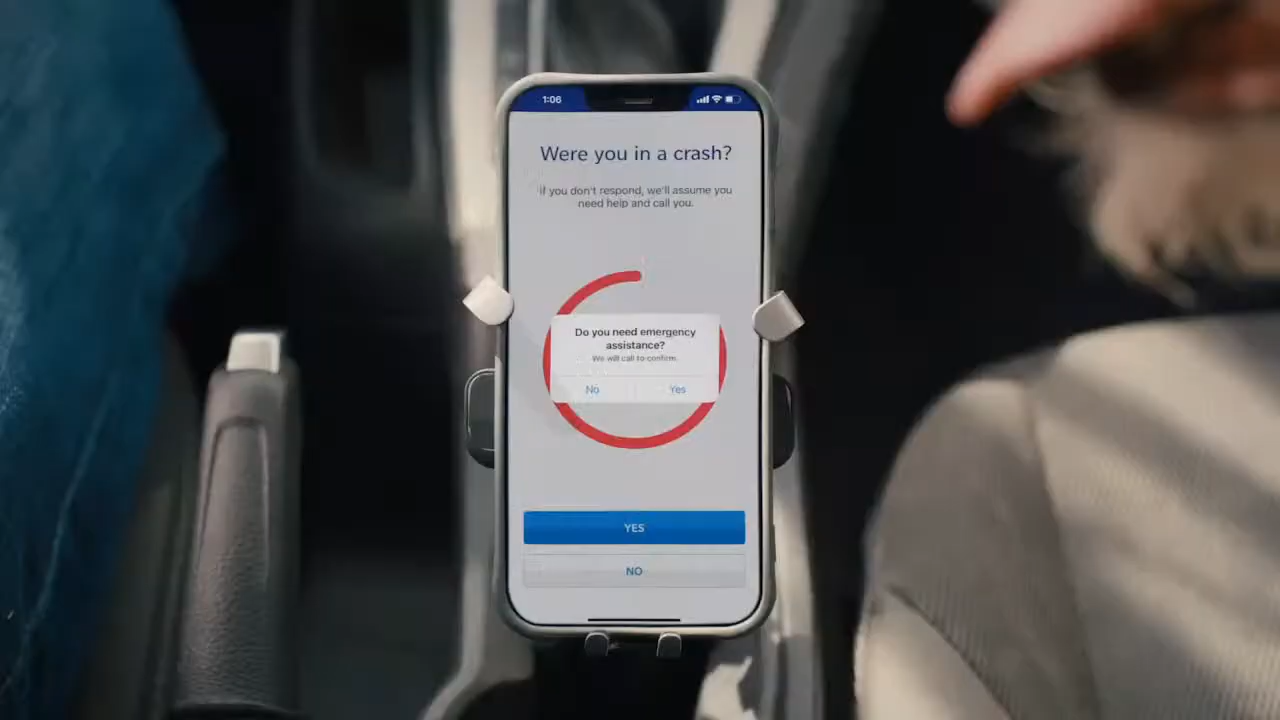 1:06
Were you in a crash?
If you don't respond, we'll assume you
need help and call you.
Do you need emergency
assistance?
We will call to confirm.
No Yes
YES
NO